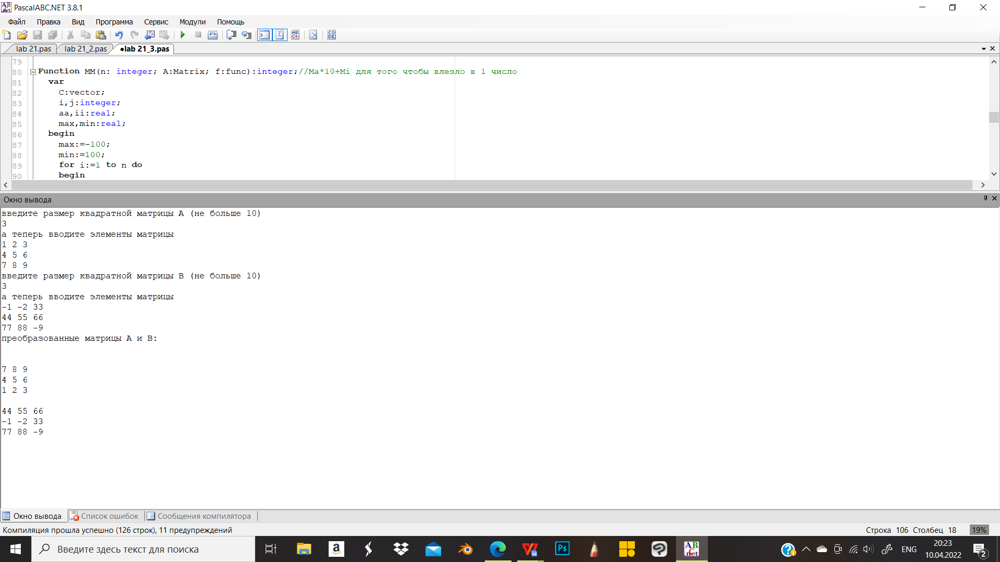 PascalABC.NET 3.8.1
Файл Правка Вид Программа Сервис Модули Помощь
lab 21.pas lab 21_2.pas •lab 21_3.pas
79
80 Function MM(n: integer; A:Matrix; f:func):integer;//Ma*10+Mi для того чтобы влезло в 1 число
81 var
82 C:vector;
83 i,j:integer;
84 aa,ii:real;
85 max,min:real;
86 begin
87 max:=-100;
88 min:=100;
89 for i:=1 to n do
90 begin
Окно вывода
введите размер квадратной матрицы A (не больше 10)
3
а теперь вводите элементы матрицы
1 2 3
4 5 6
7 8 9
введите размер квадратной матрицы B (не больше 10)
3
а теперь вводите элементы матрицы
-1 -2 33
44 55 66
77 88 -9
преобразованные матрицы A и B:
7 8 9
4 5 6
1 2 3
44 55 66
-1 -2 33
77 88 -9
Окно вывода Список ошибок Сообщения компилятора
Компиляция прошла успешно (126 строк), 11 предупреждений Строка 106 Столбец 18 19%
Введите здесь текст для поиска
ENG
20:23
10.04.2022
2